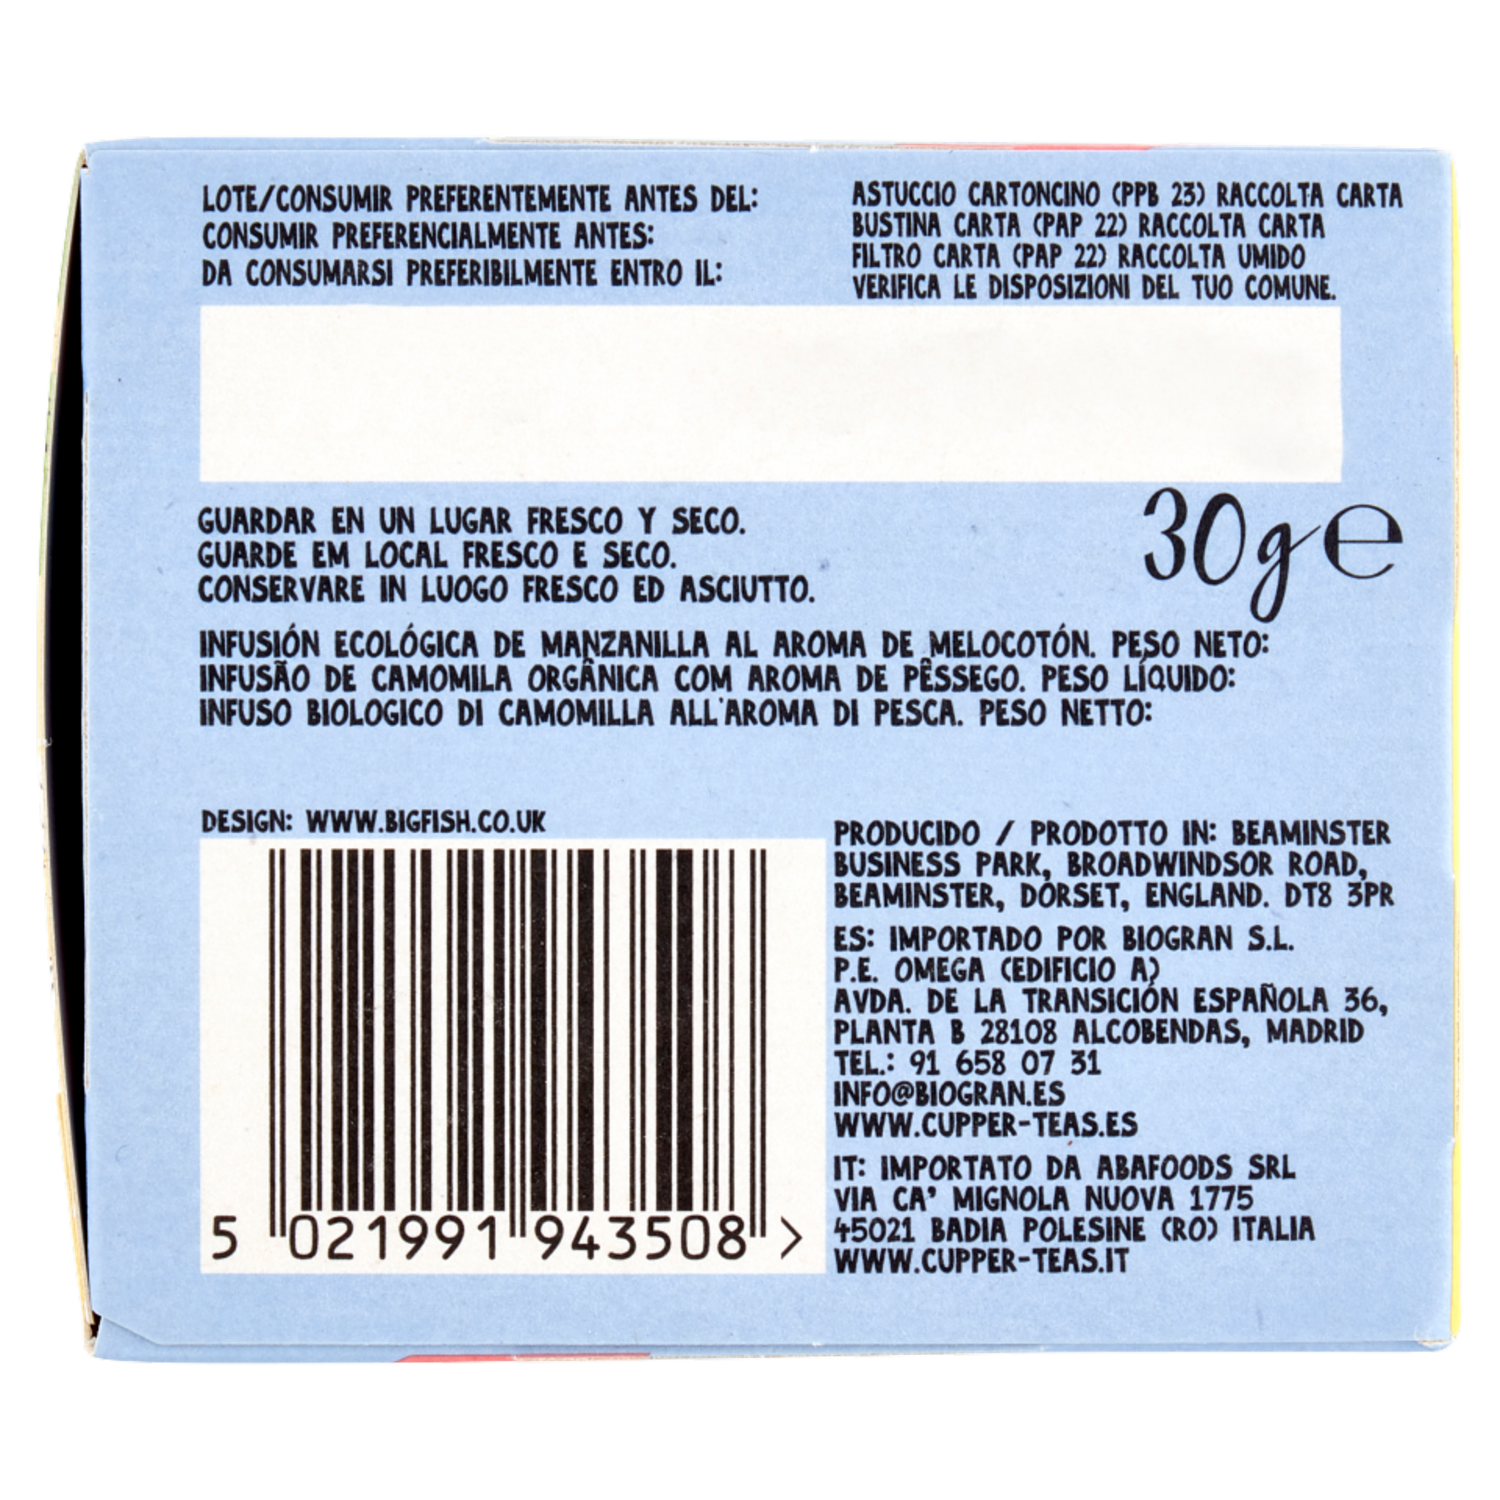 LOTE/CONSUMIR PREFERENTEMENTE ANTES DEL:
CONSUMIR PREFERENCIALMENTE ANTES:
DA CONSUMARSI PREFERIBILMENTE ENTRO IL:
ASTUCCIO CARTONCINO (PPB 23) RACCOLTA CARTA
BUSTINA CARTA (PAP 22) RACCOLTA CARTA
FILTRO CARTA (PAP 22) RACCOLTA UMIDO
VERIFICA LE DISPOSIZIONI DEL TUO COMUNE.
GUARDAR EN UN LUGAR FRESCO Y SECO.
GUARDE EM LOCAL FRESCO E SECO.
CONSERVARE IN LUOGO FRESCO ED ASCIUTTO.
30g e
INFUSIÓN ECOLÓGICA DE MANZANILLA AL AROMA DE MELOCOTÓN. PESO NETO:
INFUSÃO DE CAMOMILA ORGÂNICA COM AROMA DE PÊSSEGO. PESO LÍQUIDO:
INFUSO BIOLOGICO DI CAMOMILLA ALL'AROMA DI PESCA. PESO NETTO:
DESIGN: WWW.BIGFISH.CO.UK
5 021991 943508 >
PRODUCIDO / PRODOTTO IN: BEAMINSTER
BUSINESS PARK, BROADWINDSOR ROAD,
BEAMINSTER, DORSET, ENGLAND. DT8 3PR
ES: IMPORTADO POR BIOGRAN S.L.
P.E. OMEGA (EDIFICIO A)
AVDA. DE LA TRANSICIÓN ESPAÑOLA 36,
PLANTA B 28108 ALCOBENDAS, MADRID
TEL.: 91 658 07 31
INFO@BIOGRAN.ES
WWW.CUPPER-TEAS.ES
IT: IMPORTATO DA ABAFOODS SRL
VIA CA' MIGNOLA NUOVA 1775
45021 BADIA POLESINE (RO) ITALIA
WWW.CUPPER-TEAS.IT